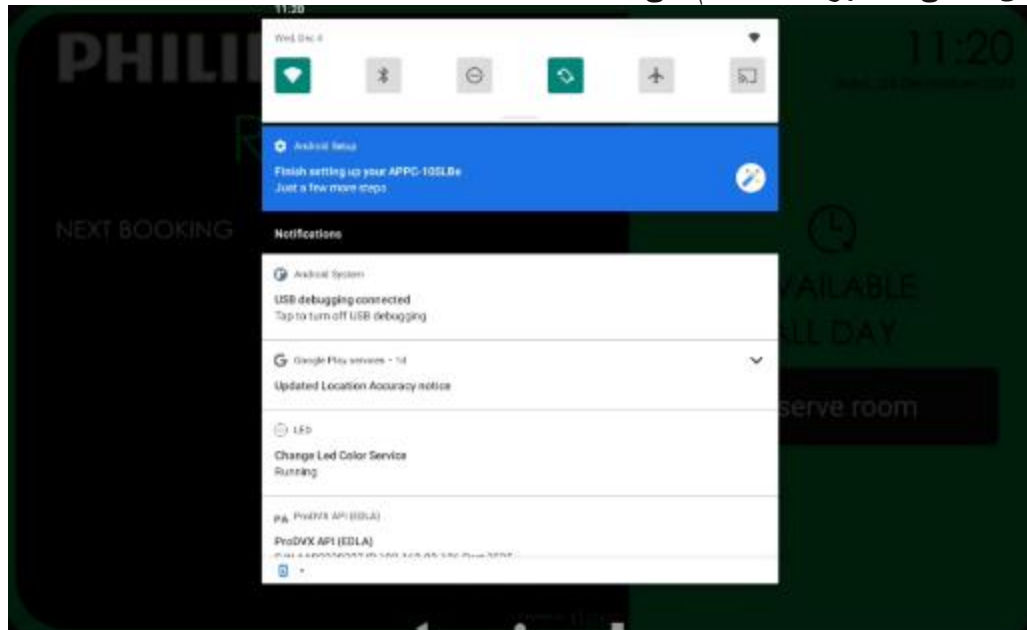 11:20
Wed, Dec 4
Android Setup
Finish setting up your APPC-10SLBe
Just a few more steps
Notifications
Android System
USB debugging connected
Tap to turn off USB debugging
Google Play services • 1d
Updated Location Accuracy notice
LED
Change Led Color Service
Running
PA ProDVX API (EDLA)
ProDVX API (EDLA)
PHILI
11:20
R
NEXT BOOKING
AILABLE
LL DAY
serve room